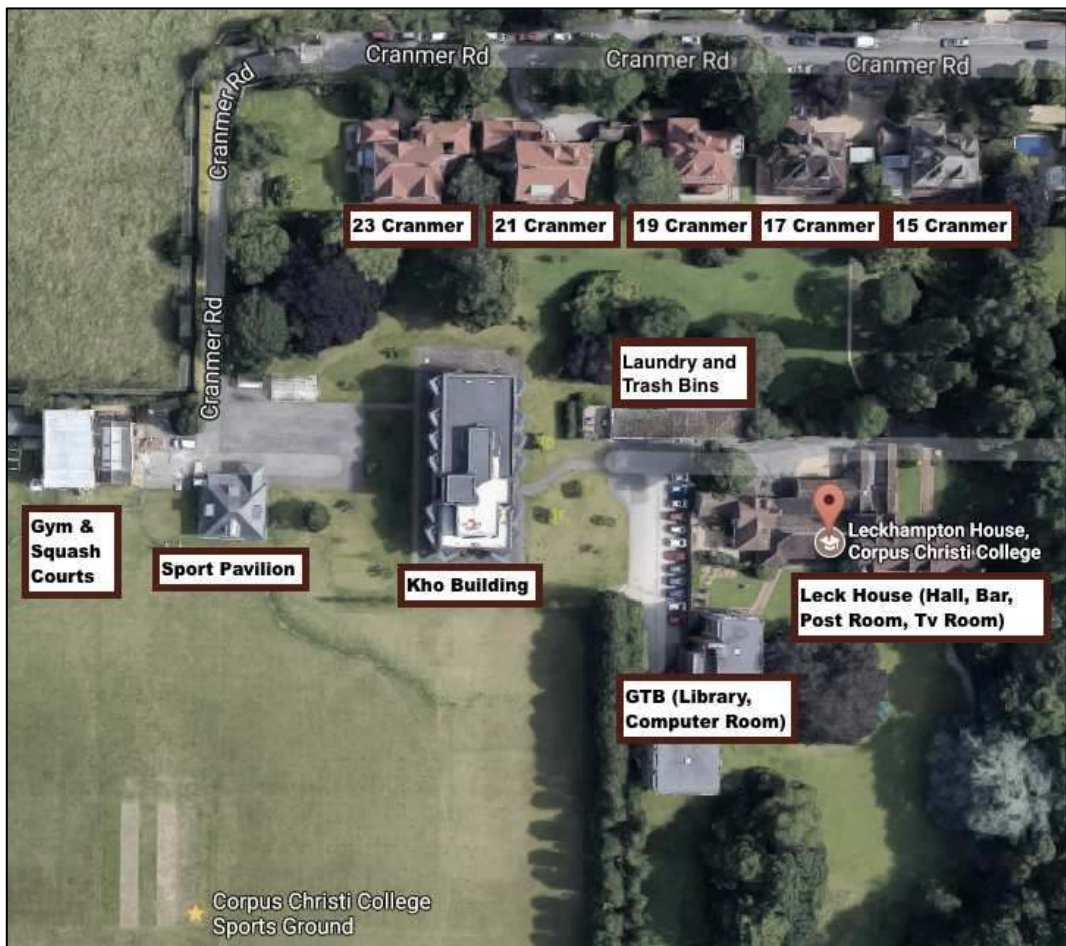 Cranmer Rd
Cranmer Rd
Cranmer Rd
Cranmer Rd
23 Cranmer
21 Cranmer
19 Cranmer
17 Cranmer
15 Cranmer
Cranmer Rd
Laundry and
Trash Bins
Gym &
Squash
Courts
Sport Pavilion
Kho Building
Leckhampton House,
Corpus Christi College
Leck House (Hall, Bar,
Post Room, Tv Room)
GTB (Library,
Computer Room)
Corpus Christi College
Sports Ground